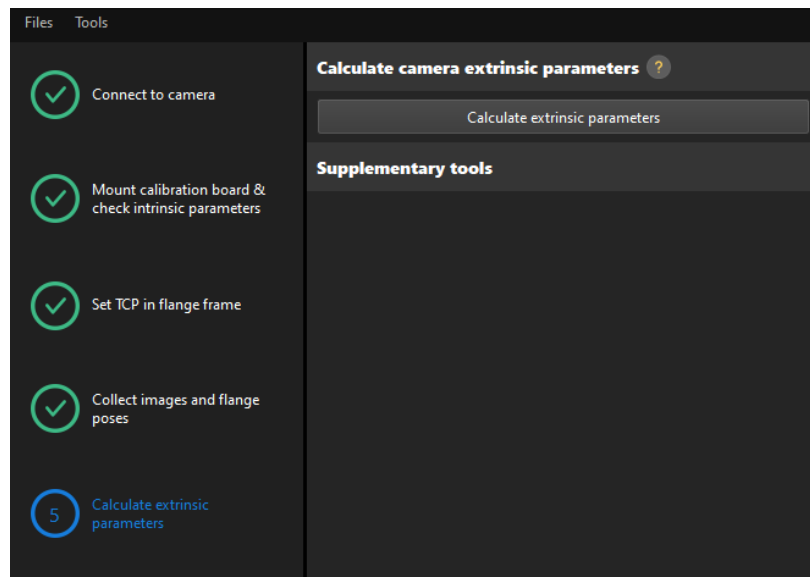 Files Tools
Connect to camera
Mount calibration board &
check intrinsic parameters
Set TCP in flange frame
Collect images and flange
poses
5
Calculate extrinsic
parameters
Calculate camera extrinsic parameters ?
Calculate extrinsic parameters
Supplementary tools